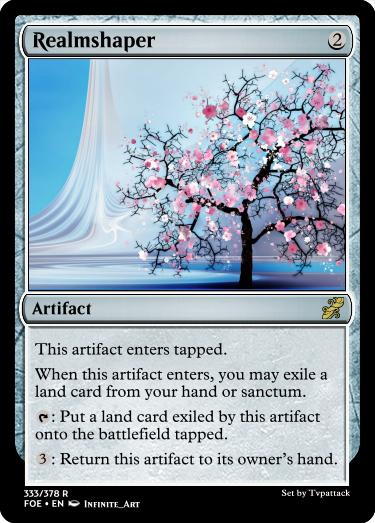 Realmshaper 2
Artifact
This artifact enters tapped.
When this artifact enters, you may exile a
land card from your hand or sanctum.
: Put a land card exiled by this artifact
onto the battlefield tapped.
3 : Return this artifact to its owner's hand.
333/378 R
FOE • EN Infinite_Art
Set by Tvpattack